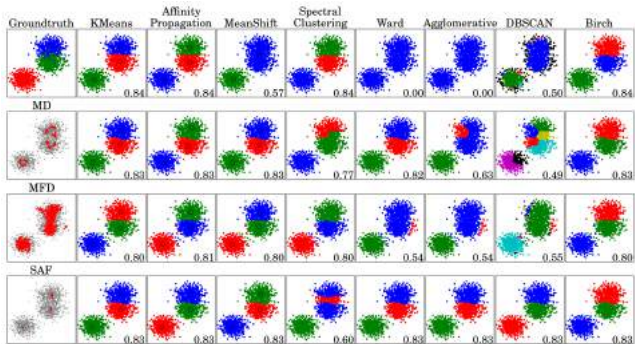 Groundtruth KMeans Affinity Propagation MeanShift Spectral Clustering Ward Agglomerative DBSCAN Birch
0.84 0.84 0.57 0.84 0.00 0.00 0.50 0.84
MD
0.83 0.83 0.83 0.77 0.82 0.63 0.49 0.83
MFD
0.80 0.81 0.80 0.80 0.54 0.54 0.55 0.80
SAF
0.83 0.83 0.83 0.60 0.83 0.83 0.83 0.83